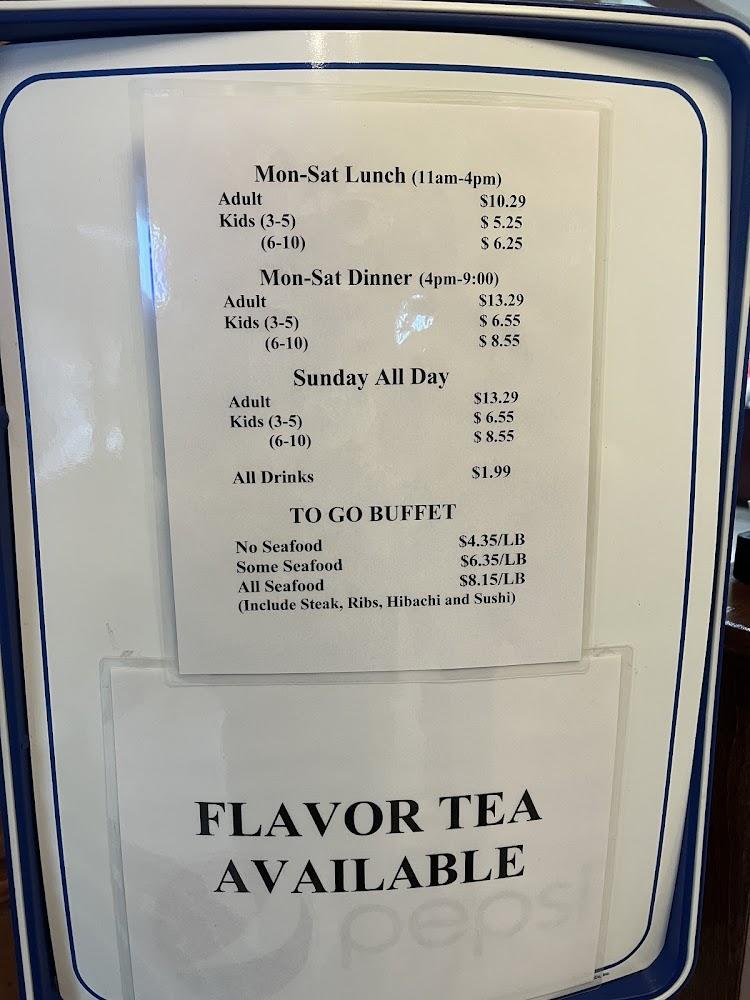 Mon-Sat Lunch (11am-4pm)
Adult $10.29
Kids (3-5) $ 5.25
(6-10) $ 6.25
Mon-Sat Dinner (4pm-9:00)
Adult $13.29
Kids (3-5) $ 6.55
(6-10) $ 8.55
Sunday All Day
Adult $13.29
Kids (3-5) $ 6.55
(6-10) $ 8.55
All Drinks $1.99
TO GO BUFFET
No Seafood $4.35/LB
Some Seafood $6.35/LB
All Seafood $8.15/LB
(Include Steak, Ribs, Hibachi and Sushi)
FLAVOR TEA
AVAILABLE
pepsi